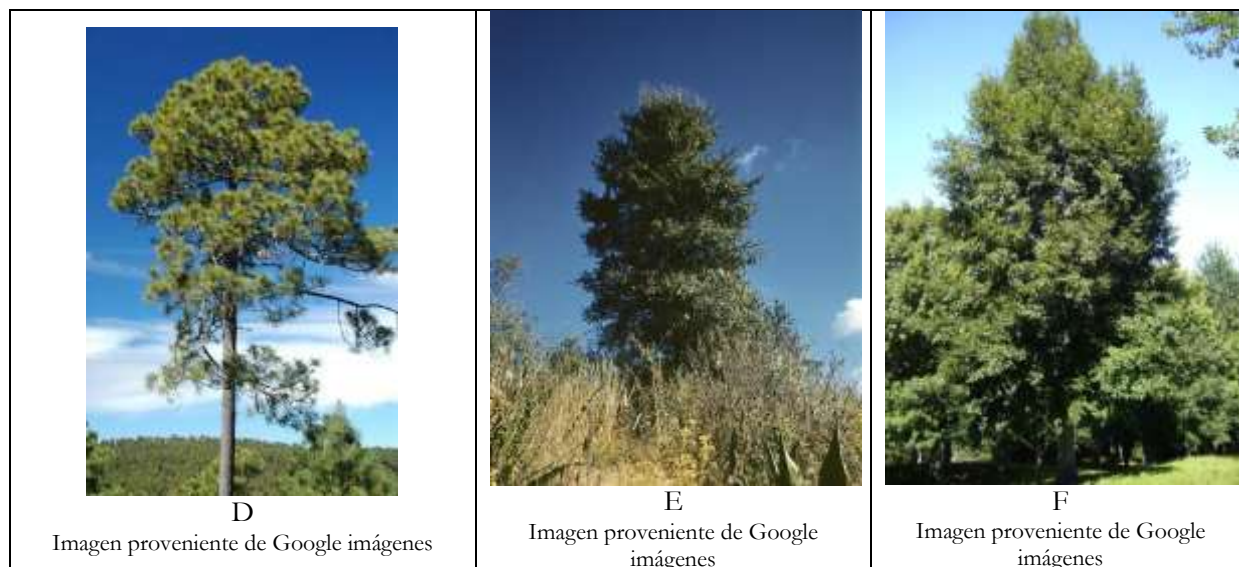 D
Imagen proveniente de Google imágenes
E
Imagen proveniente de Google
imágenes
F
Imagen proveniente de Google
imágenes